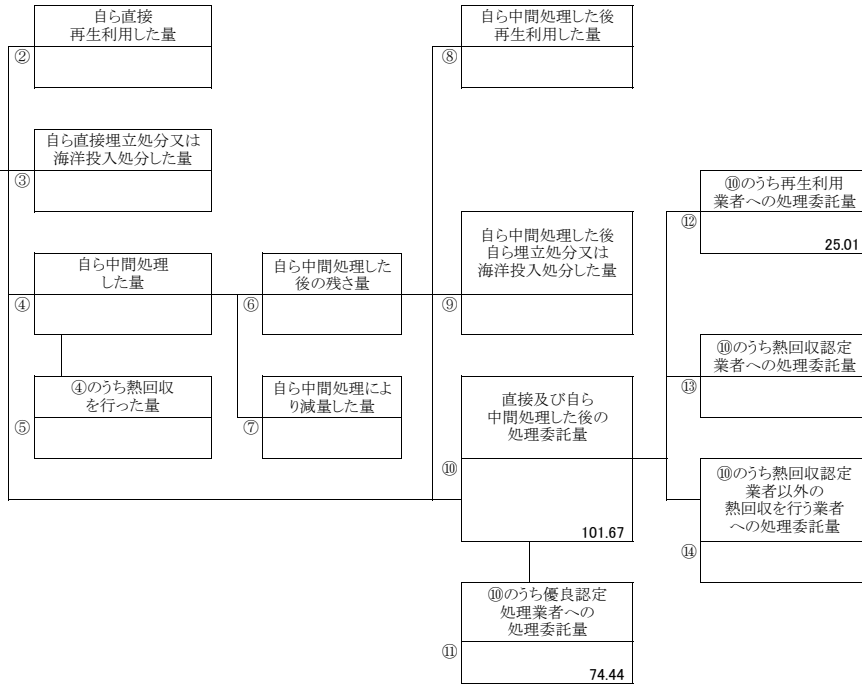 自ら直接
再生利用した量
②
自ら直接埋立処分又は
海洋投入処分した量
③
自ら中間処理
した量
④
④のうち熱回収
を行った量
⑤
自ら中間処理した
後の残さ量
⑥
自ら中間処理によ
り減量した量
⑦
自ら中間処理した後
再生利用した量
⑧
自ら中間処理した後
自ら埋立処分又は
海洋投入処分した量
⑨
直接及び自ら
中間処理した後の
処理委託量
⑩
101.67
⑩のうち優良認定
処理業者への
処理委託量
⑪
74.44
⑩のうち再生利用
業者への処理委託量
⑫
25.01
⑩のうち熱回収認定
業者への処理委託量
⑬
⑩のうち熱回収認定
業者以外の
熱回収を行う業者
への処理委託量
⑭